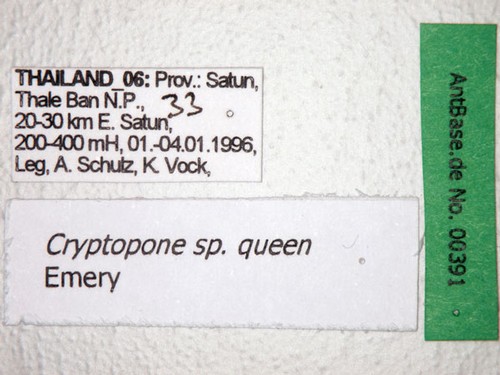 THAILAND 06: Prov.: Satun,
Thale Ban N.P., 33
20-30 km E. Satun,
200-400 mH, 01.-04.01.1996,
Leg, A. Schulz, K. Vock,
Cryptopone sp. queen
Emery
AntBase.de No. 00391